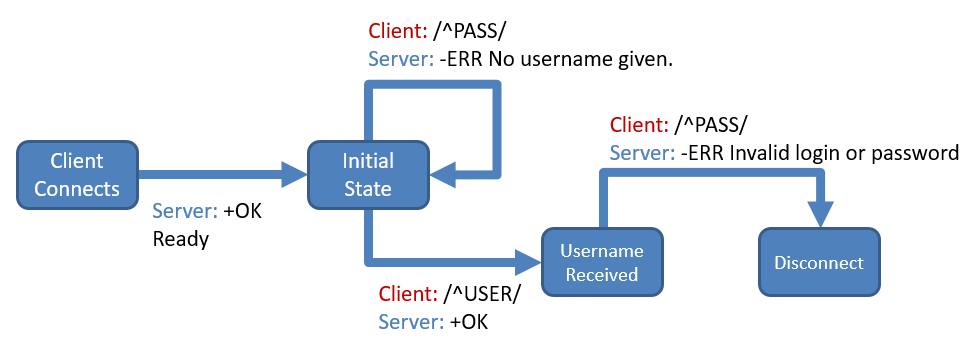 Client: /^PASS/
Server: -ERR No username given.
Client
Connects
Initial
State
Server: +OK
Ready
Client: /^PASS/
Server: -ERR Invalid login or password
Username
Received
Disconnect
Client: /^USER/
Server: +OK